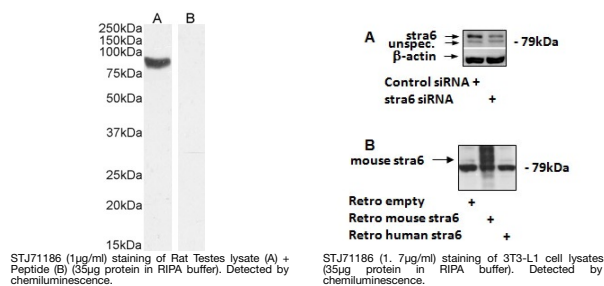 A B
250kDa
150kDa
100kDa
75kDa
50kDa
37kDa
25kDa
20kDa
15kDa
STJ71186 (1µg/ml) staining of Rat Testes lysate (A) +
Peptide (B) (35µg protein in RIPA buffer). Detected by
chemiluminescence.
A
stra6
unspec.
β-actin
- 79kDa
Control siRNA +
stra6 siRNA +
B
mouse stra6
- 79kDa
Retro empty +
Retro mouse stra6 +
Retro human stra6 +
STJ71186 (1. 7µg/ml) staining of 3T3-L1 cell lysates
(35µg protein in RIPA buffer). Detected by
chemiluminescence.